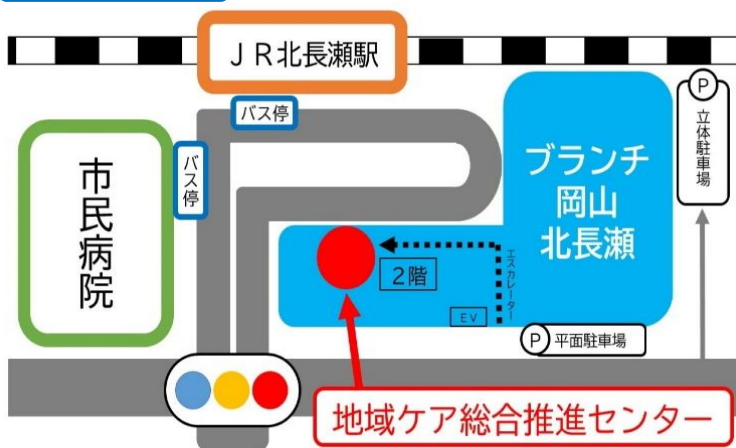 ＪＲ北長瀬駅
バス停
バス停
市民病院
ブランチ
岡山
北長瀬
P
立体駐車場
2階
エスカレーター
EV
P 平面駐車場
地域ケア総合推進センター